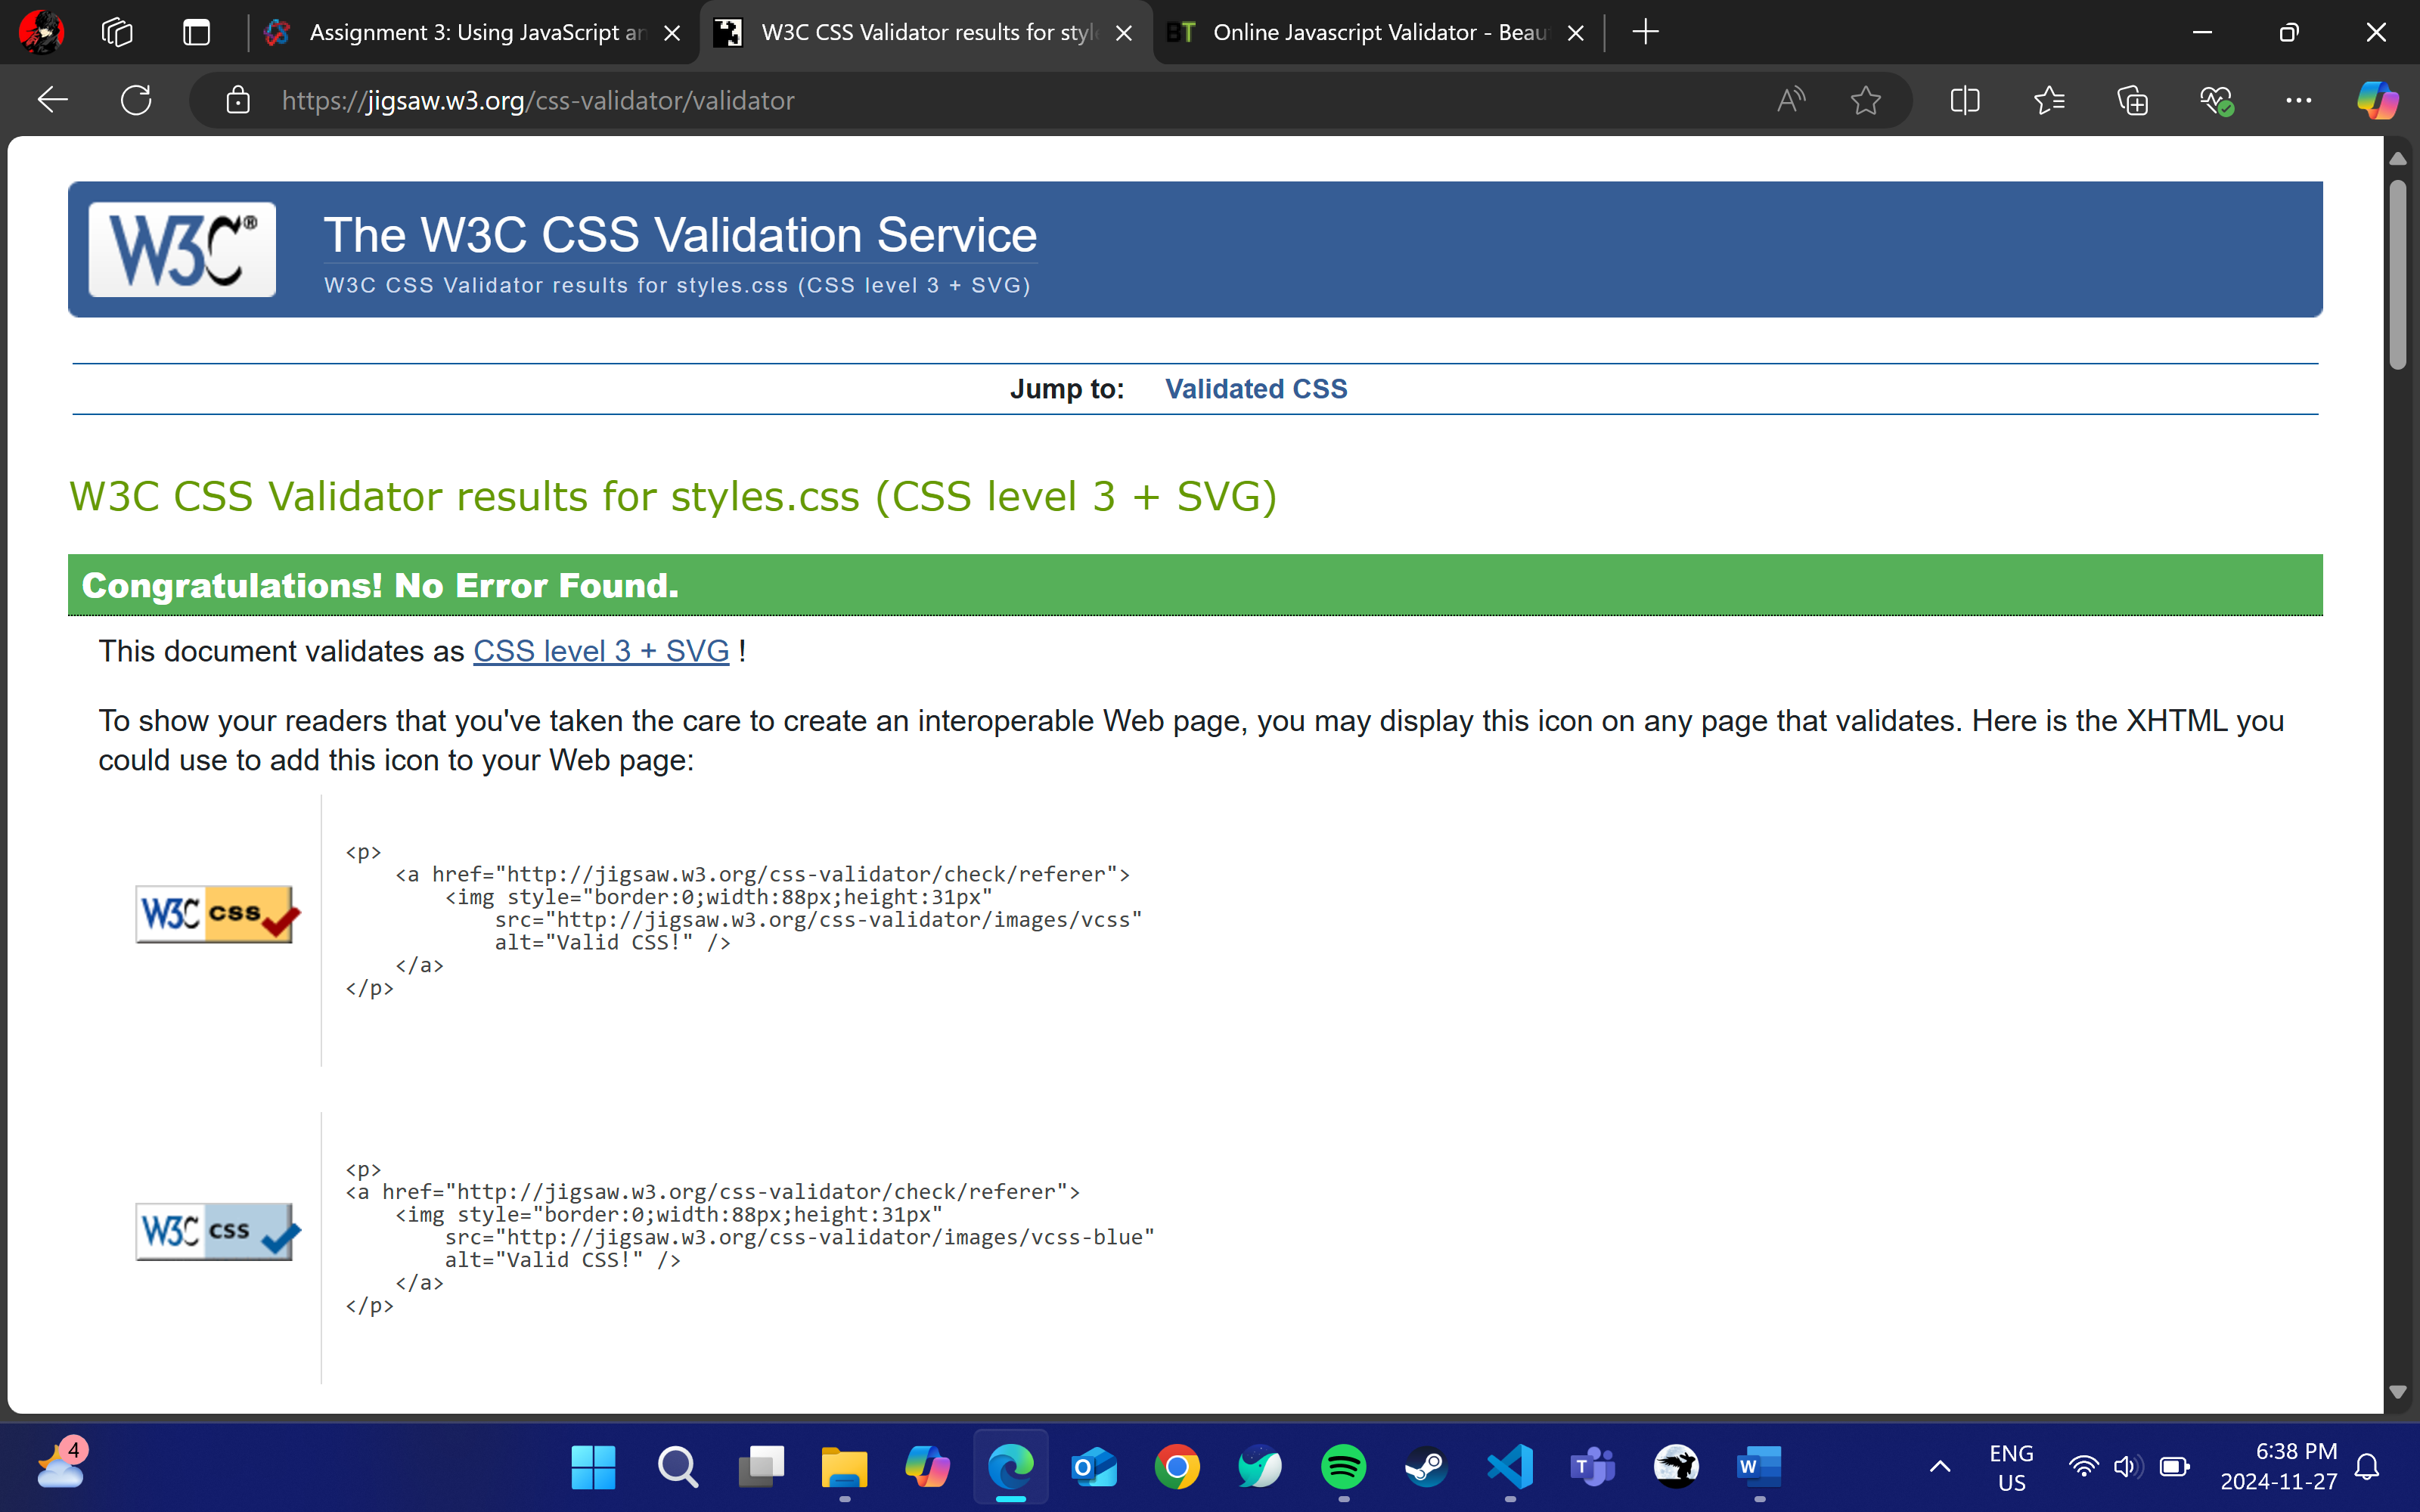 Assignment 3: Using JavaScript an
W3C CSS Validator results for styl
BT Online Javascript Validator - Beau
https://jigsaw.w3.org/css-validator/validator
W3C®
The W3C CSS Validation Service
W3C CSS Validator results for styles.css (CSS level 3 + SVG)
Jump to: Validated CSS
W3C CSS Validator results for styles.css (CSS level 3 + SVG)
Congratulations! No Error Found.
This document validates as CSS level 3 + SVG !
To show your readers that you've taken the care to create an interoperable Web page, you may display this icon on any page that validates. Here is the XHTML you
could use to add this icon to your Web page:
W3C css
<p>
    <a href="http://jigsaw.w3.org/css-validator/check/referer">
        <img style="border:0;width:88px;height:31px"
            src="http://jigsaw.w3.org/css-validator/images/vcss"
            alt="Valid CSS!" />
    </a>
</p>
W3C css
<p>
<a href="http://jigsaw.w3.org/css-validator/check/referer">
    <img style="border:0;width:88px;height:31px"
        src="http://jigsaw.w3.org/css-validator/images/vcss-blue"
        alt="Valid CSS!" />
    </a>
</p>
4
ENG
US
6:38 PM
2024-11-27